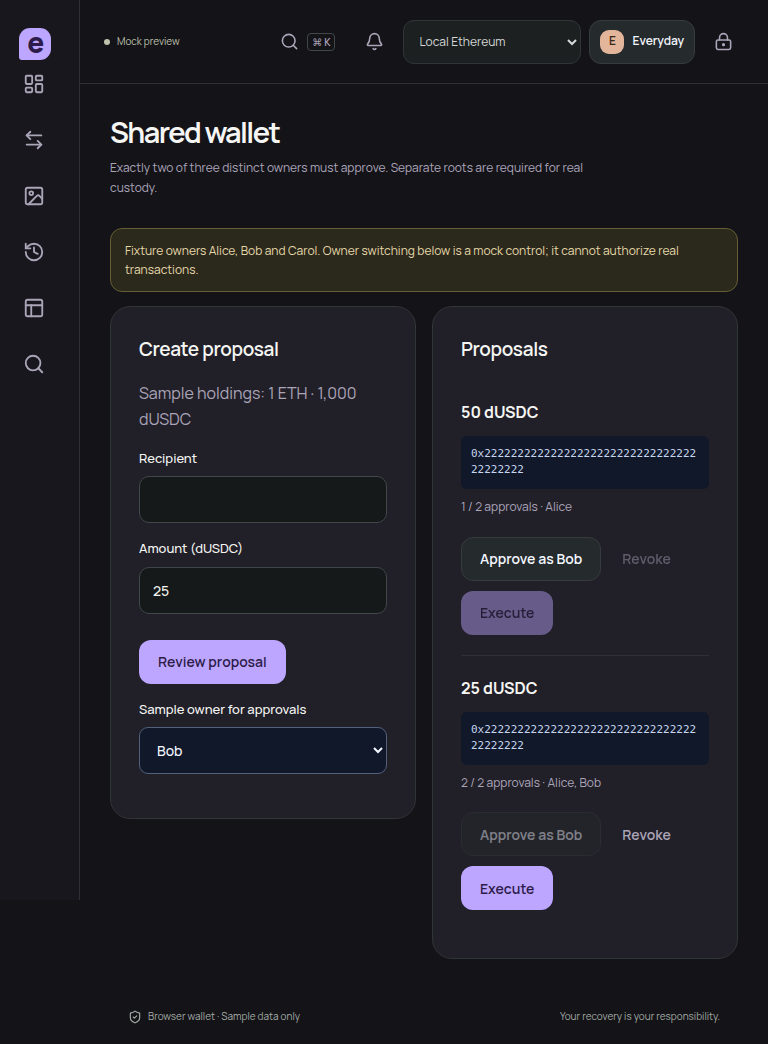 e
Mock preview
⌘ K
Local Ethereum
E
Everyday
Shared wallet
Exactly two of three distinct owners must approve. Separate roots are required for real
custody.
Fixture owners Alice, Bob and Carol. Owner switching below is a mock control; it cannot authorize real
transactions.
Create proposal
Sample holdings: 1 ETH · 1,000
dUSDC
Recipient
Amount (dUSDC)
25
Review proposal
Sample owner for approvals
Bob
Proposals
50 dUSDC
0x22222222222222222222222222222222
22222222
1 / 2 approvals · Alice
Approve as Bob
Revoke
Execute
25 dUSDC
0x22222222222222222222222222222222
22222222
2 / 2 approvals · Alice, Bob
Approve as Bob
Revoke
Execute
Browser wallet · Sample data only
Your recovery is your responsibility.